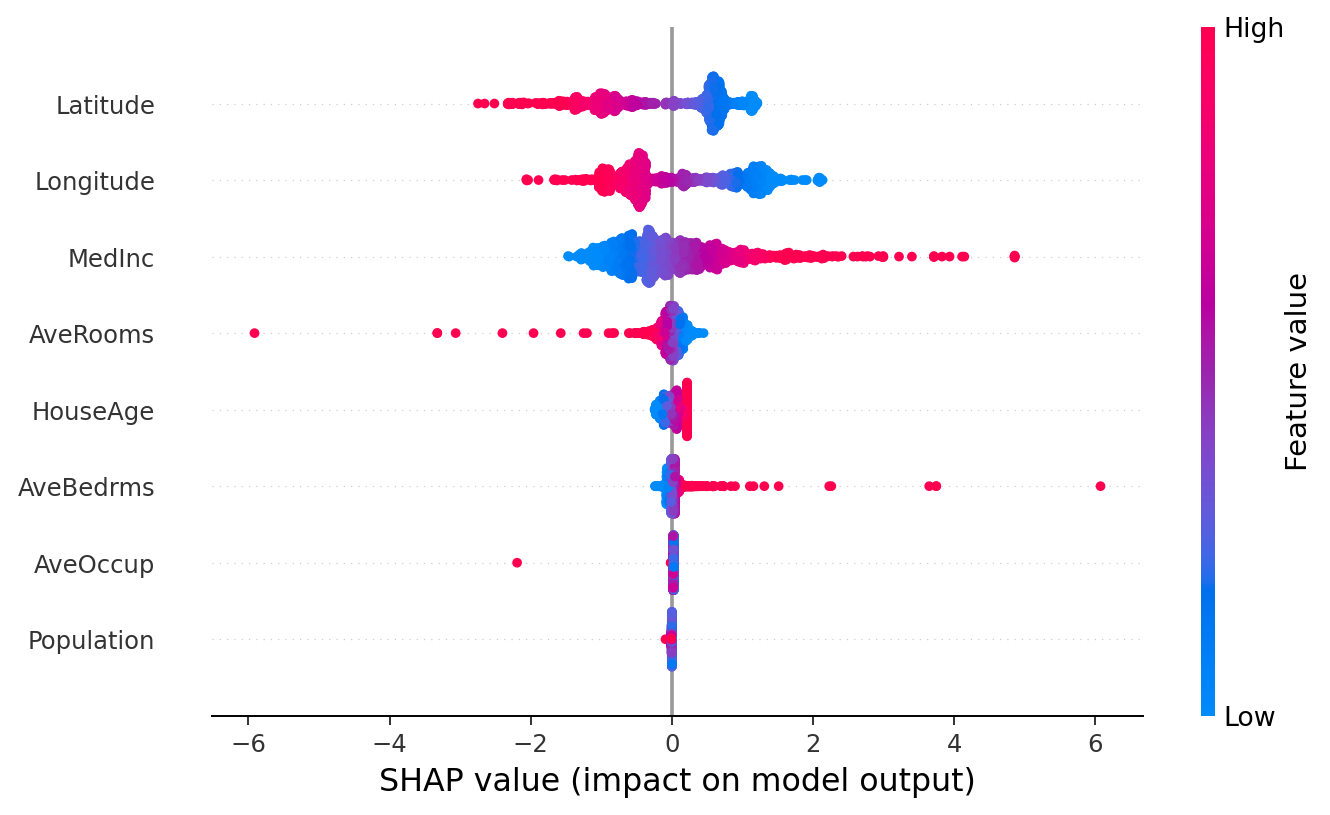 High
Latitude
Longitude
MedInc
AveRooms
HouseAge
AveBedrms
AveOccup
Population
Feature value
Low
−6 −4 −2 0 2 4 6
SHAP value (impact on model output)